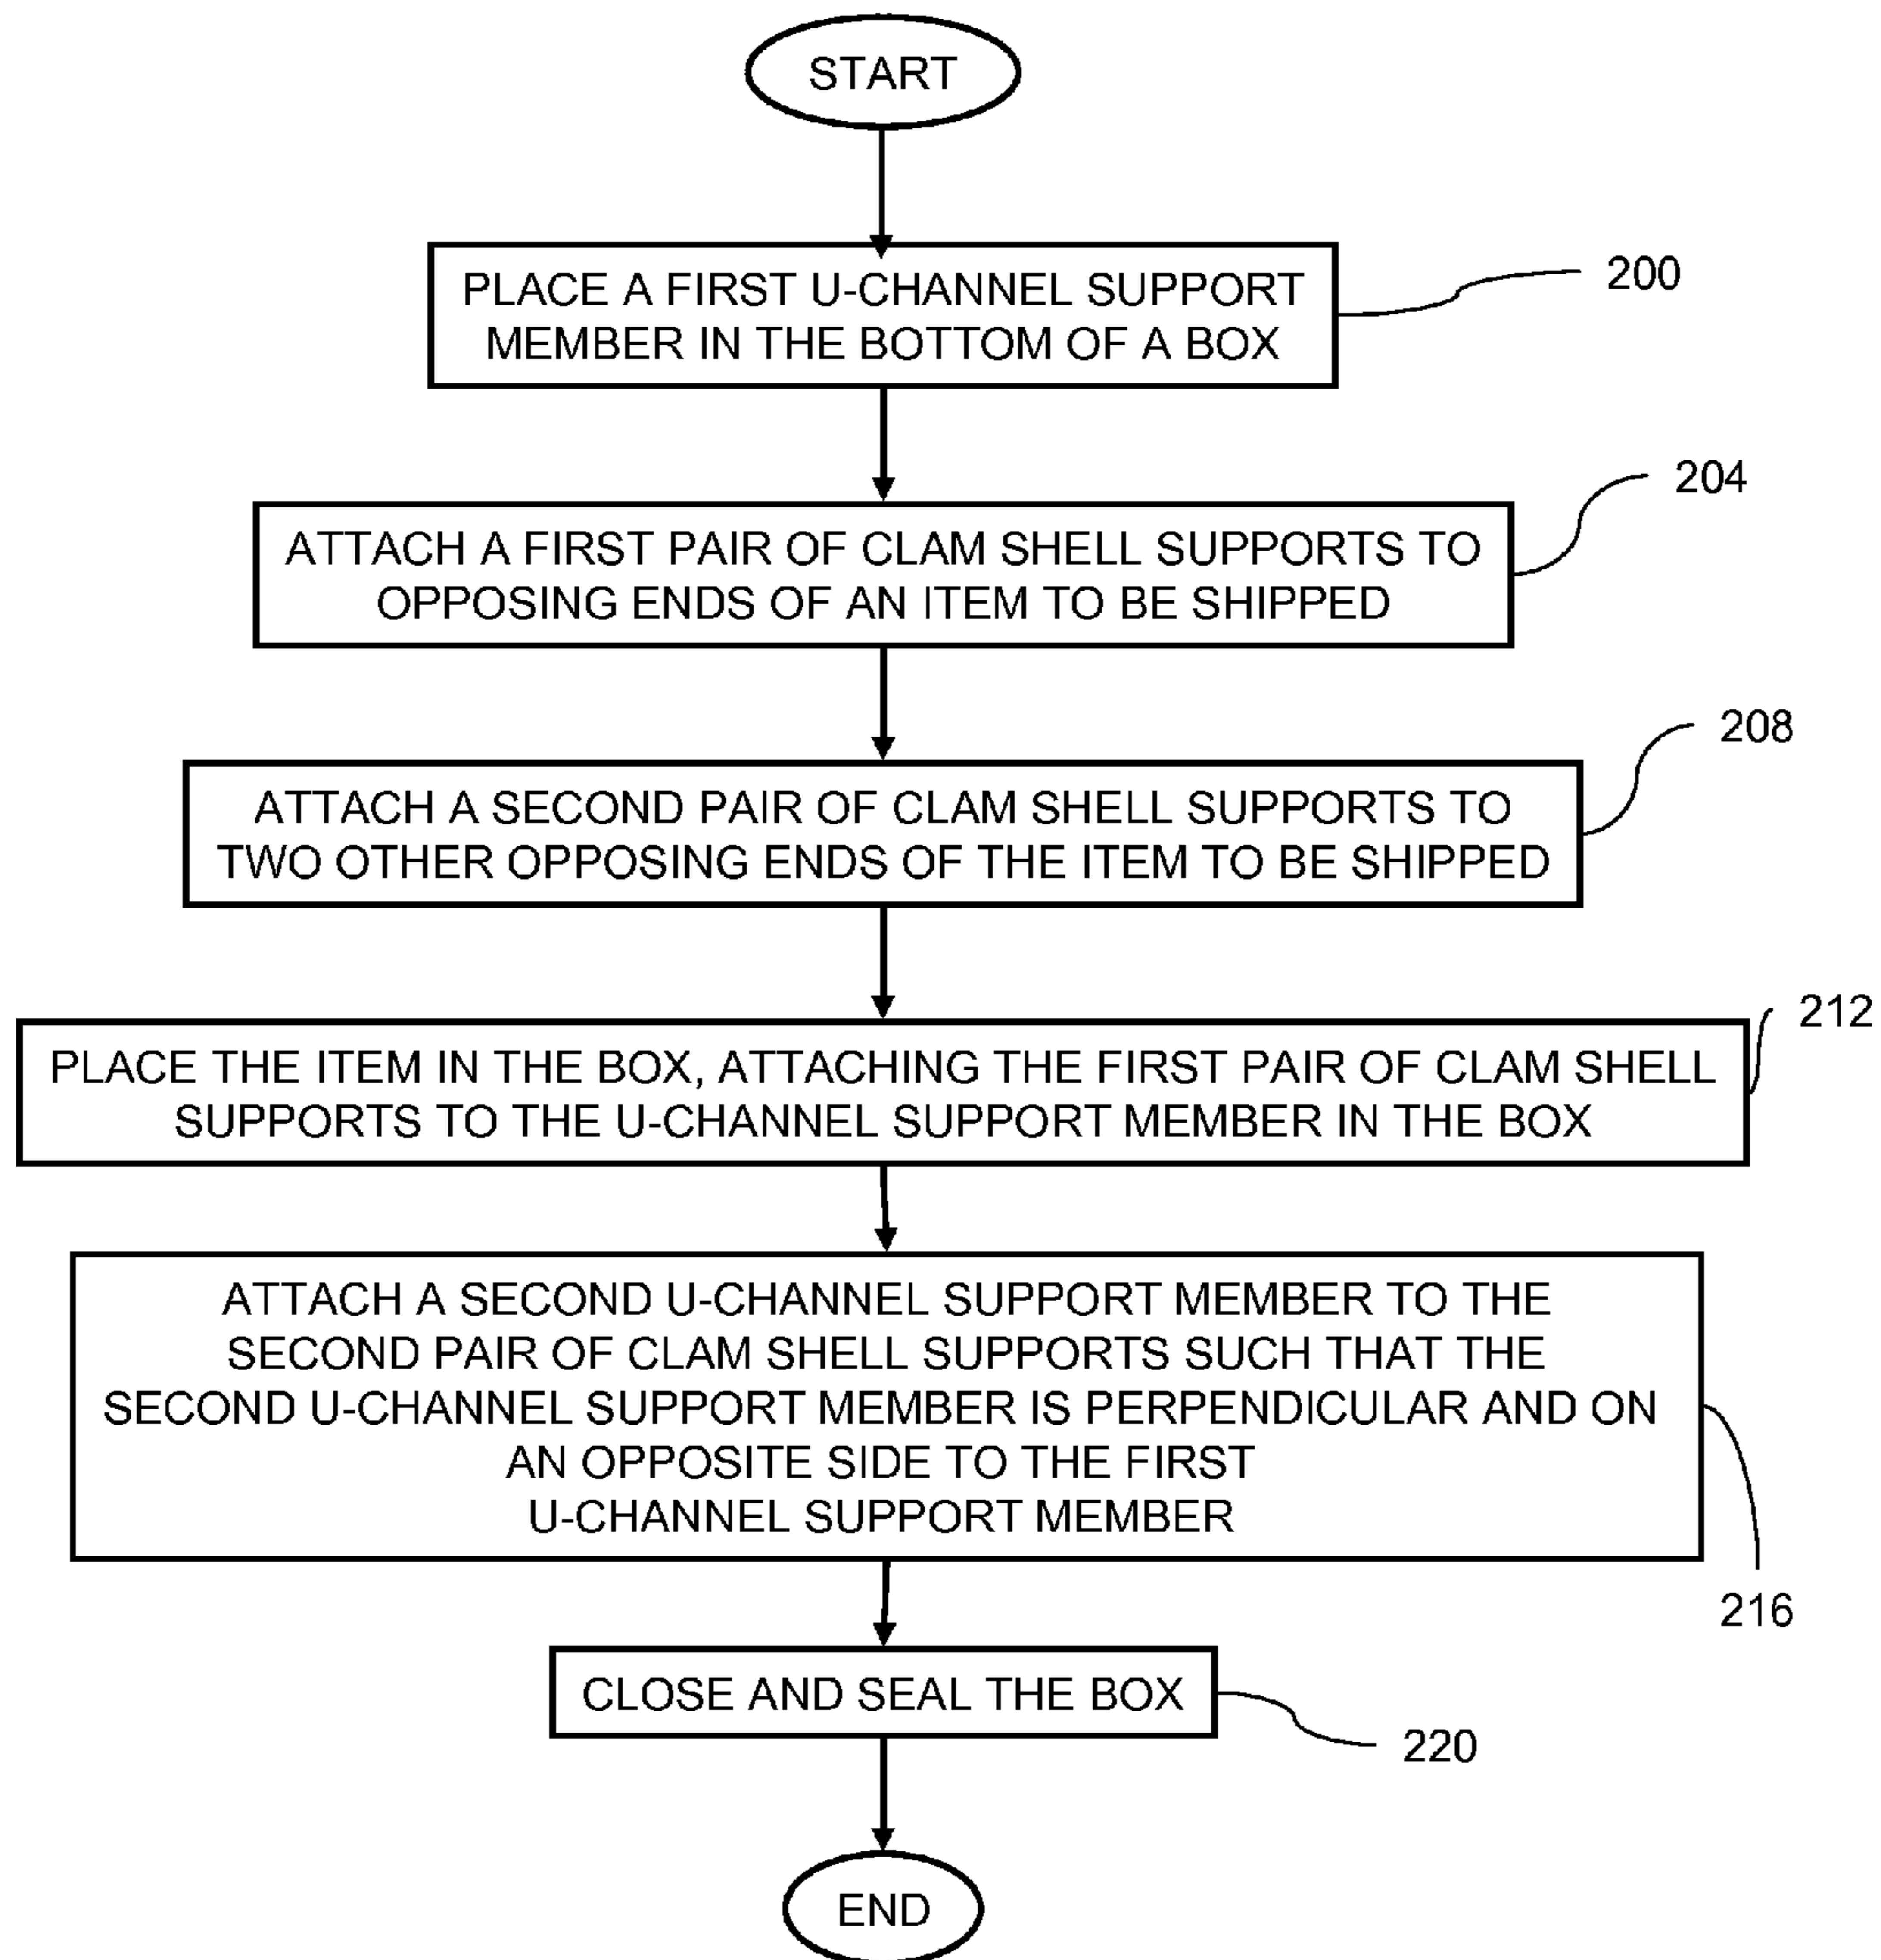 START
PLACE A FIRST U-CHANNEL SUPPORT
MEMBER IN THE BOTTOM OF A BOX
200
ATTACH A FIRST PAIR OF CLAM SHELL SUPPORTS TO
OPPOSING ENDS OF AN ITEM TO BE SHIPPED
204
ATTACH A SECOND PAIR OF CLAM SHELL SUPPORTS TO
TWO OTHER OPPOSING ENDS OF THE ITEM TO BE SHIPPED
208
PLACE THE ITEM IN THE BOX, ATTACHING THE FIRST PAIR OF CLAM SHELL
SUPPORTS TO THE U-CHANNEL SUPPORT MEMBER IN THE BOX
212
ATTACH A SECOND U-CHANNEL SUPPORT MEMBER TO THE
SECOND PAIR OF CLAM SHELL SUPPORTS SUCH THAT THE
SECOND U-CHANNEL SUPPORT MEMBER IS PERPENDICULAR AND ON
AN OPPOSITE SIDE TO THE FIRST
U-CHANNEL SUPPORT MEMBER
216
CLOSE AND SEAL THE BOX
220
END